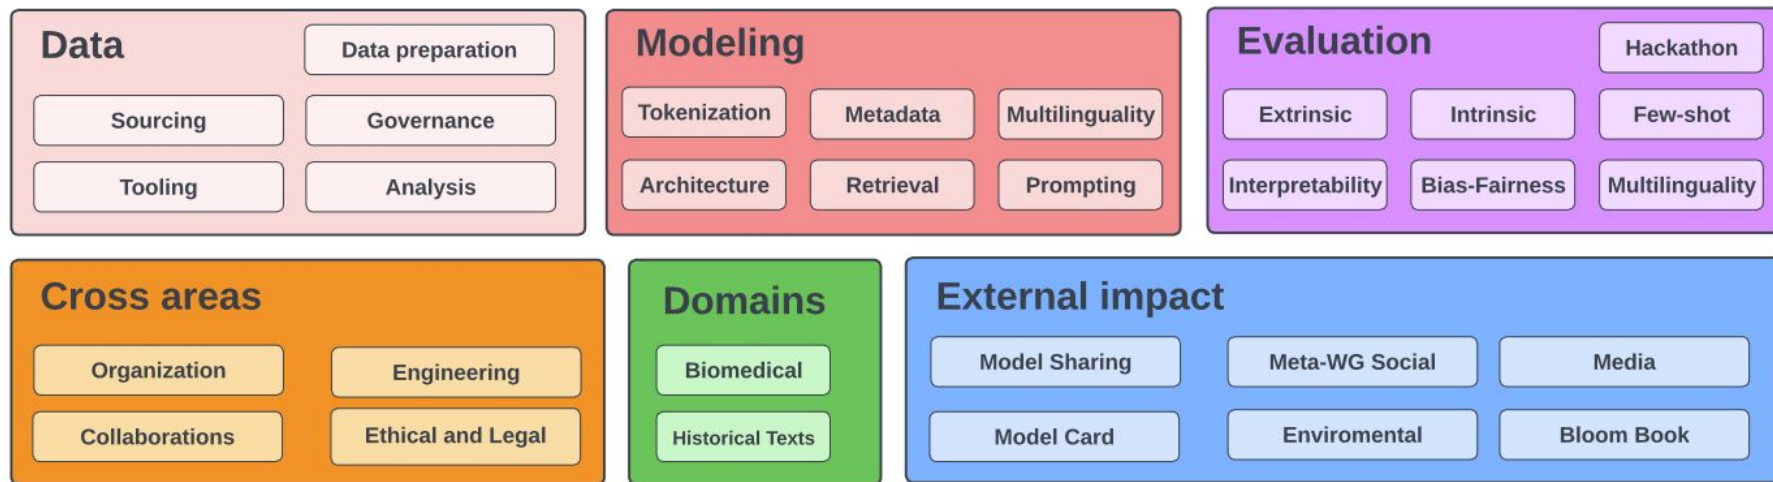 Data
Data preparation
Sourcing
Governance
Tooling
Analysis
Modeling
Tokenization
Metadata
Multilinguality
Architecture
Retrieval
Prompting
Evaluation
Hackathon
Extrinsic
Intrinsic
Few-shot
Interpretability
Bias-Fairness
Multilinguality
Cross areas
Organization
Engineering
Collaborations
Ethical and Legal
Domains
Biomedical
Historical Texts
External impact
Model Sharing
Meta-WG Social
Media
Model Card
Enviromental
Bloom Book